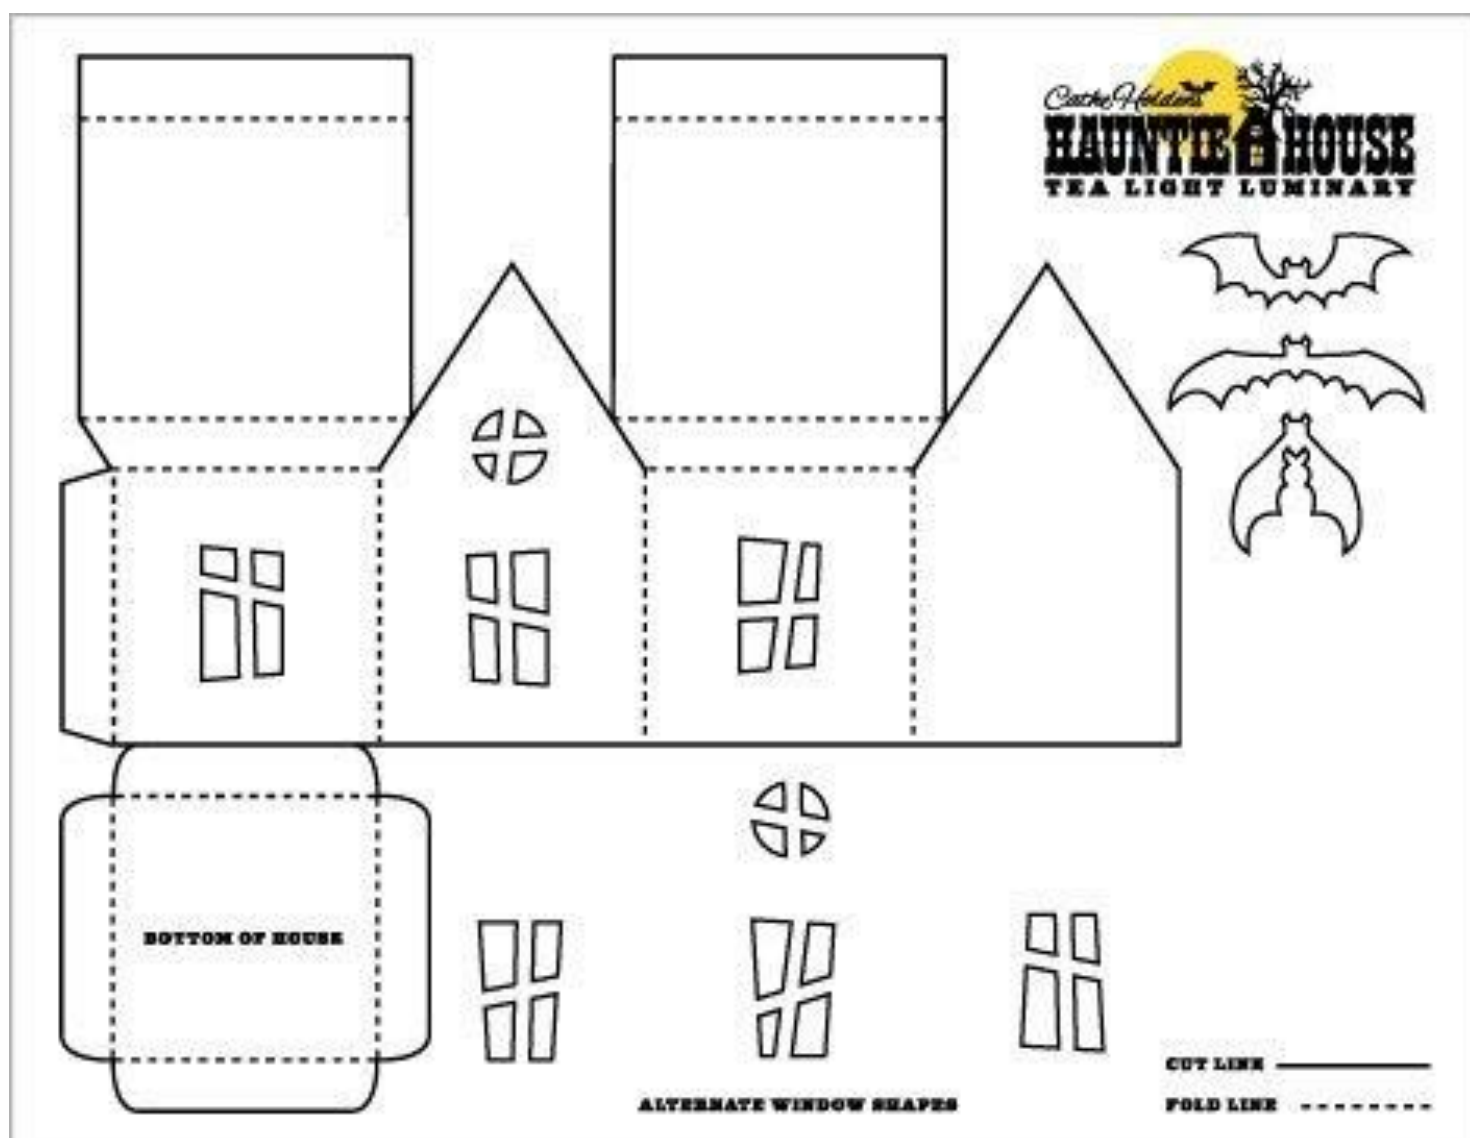 Cathe Holden's
HAUNTIE HOUSE
TEA LIGHT LUMINARY
BOTTOM OF HOUSE
ALTERNATE WINDOW SHAPES
CUT LINE
FOLD LINE